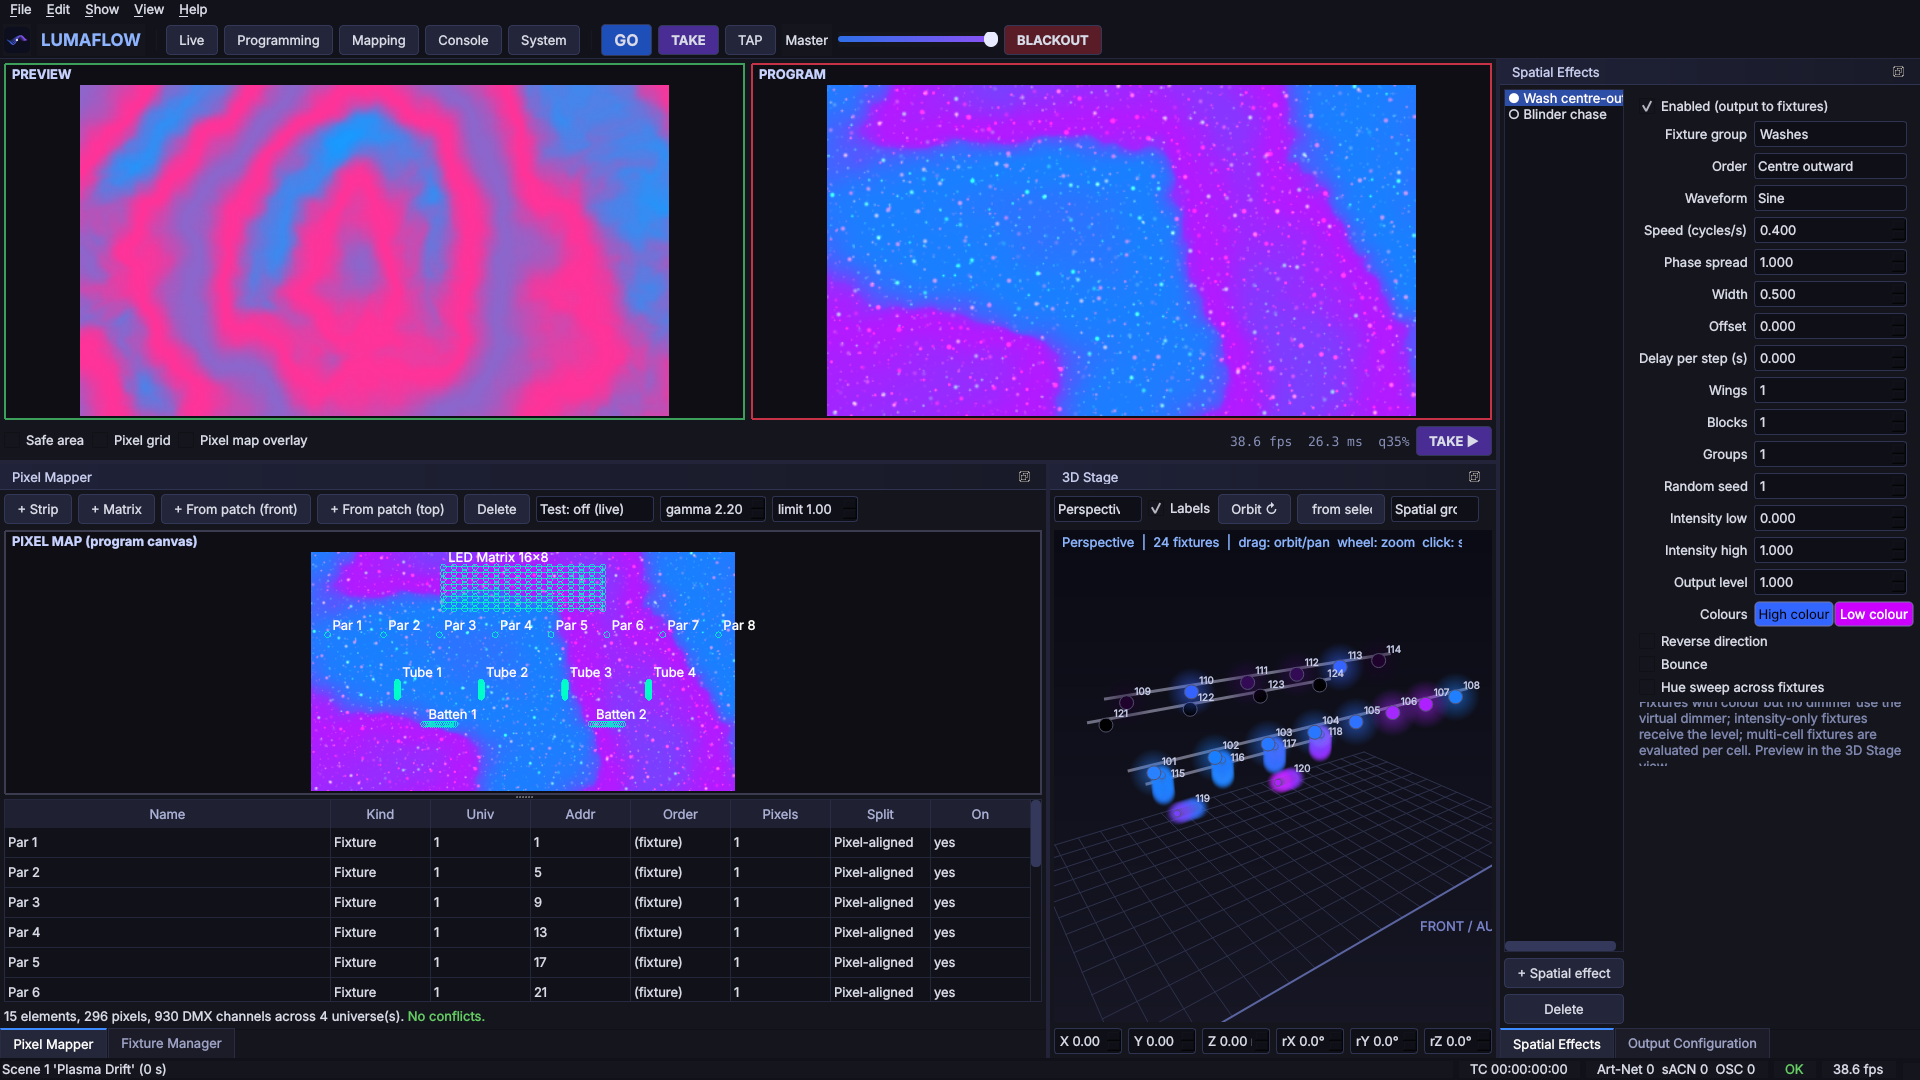 File Edit Show View Help
LUMAFLOW Live Programming Mapping Console System GO TAKE TAP Master BLACKOUT
PREVIEW
PROGRAM
Safe area Pixel grid Pixel map overlay
38.6 fps 26.3 ms q35% TAKE ▶
Pixel Mapper
+ Strip + Matrix + From patch (front) + From patch (top) Delete Test: off (live) gamma 2.20 limit 1.00
PIXEL MAP (program canvas)
LED Matrix 16×8
Par 1 Par 2 Par 3 Par 4 Par 5 Par 6 Par 7 Par 8
Tube 1 Tube 2 Tube 3 Tube 4
Batten 1 Batten 2
Name Kind Univ Addr Order Pixels Split On
Par 1 Fixture 1 1 (fixture) 1 Pixel-aligned yes
Par 2 Fixture 1 5 (fixture) 1 Pixel-aligned yes
Par 3 Fixture 1 9 (fixture) 1 Pixel-aligned yes
Par 4 Fixture 1 13 (fixture) 1 Pixel-aligned yes
Par 5 Fixture 1 17 (fixture) 1 Pixel-aligned yes
Par 6 Fixture 1 21 (fixture) 1 Pixel-aligned yes
15 elements, 296 pixels, 930 DMX channels across 4 universe(s). No conflicts.
Pixel Mapper Fixture Manager
3D Stage
Perspectiv ✓ Labels Orbit ↻ from selec Spatial gro
Perspective | 24 fixtures | drag: orbit/pan wheel: zoom click: s
114
113
112
111
124
110
123
109
122
121
108
107
106
105
104
118
103
117
102
116
101
115
120
119
FRONT / AU
X 0.00 Y 0.00 Z 0.00 rX 0.0° rY 0.0° rZ 0.0°
Spatial Effects
Wash centre-out
Blinder chase
+ Spatial effect
Delete
✓ Enabled (output to fixtures)
Fixture group Washes
Order Centre outward
Waveform Sine
Speed (cycles/s) 0.400
Phase spread 1.000
Width 0.500
Offset 0.000
Delay per step (s) 0.000
Wings 1
Blocks 1
Groups 1
Random seed 1
Intensity low 0.000
Intensity high 1.000
Output level 1.000
Colours High colour Low colour
Reverse direction
Bounce
Hue sweep across fixtures
Fixtures with colour but no dimmer use the
virtual dimmer; intensity-only fixtures
receive the level; multi-cell fixtures are
evaluated per cell. Preview in the 3D Stage
view.
Spatial Effects Output Configuration
Scene 1 'Plasma Drift' (0 s)
TC 00:00:00:00 Art-Net 0 sACN 0 OSC 0 OK 38.6 fps